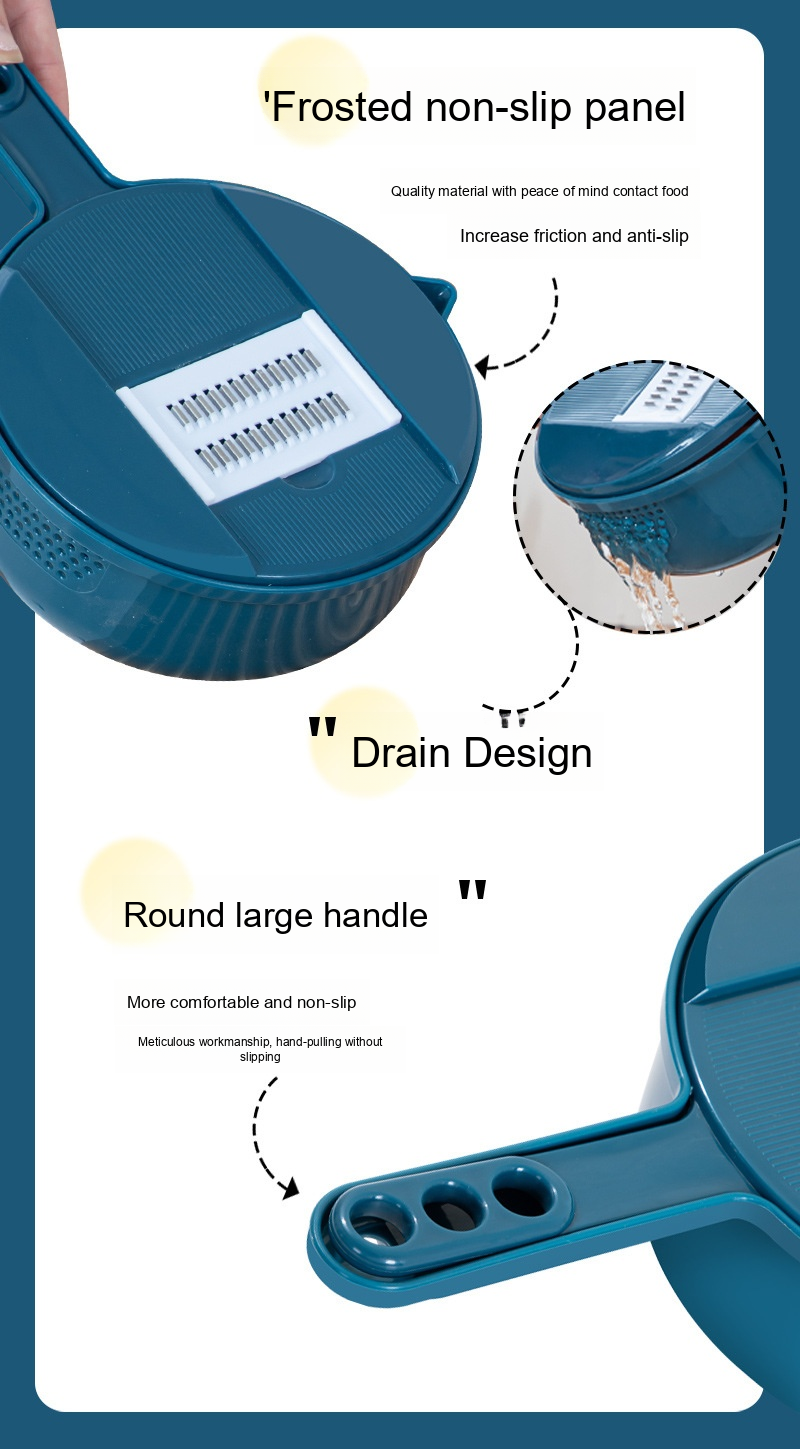 'Frosted non-slip panel
Quality material with peace of mind contact food
Increase friction and anti-slip
" Drain Design "
Round large handle "
More comfortable and non-slip
Meticulous workmanship, hand-pulling without
slipping